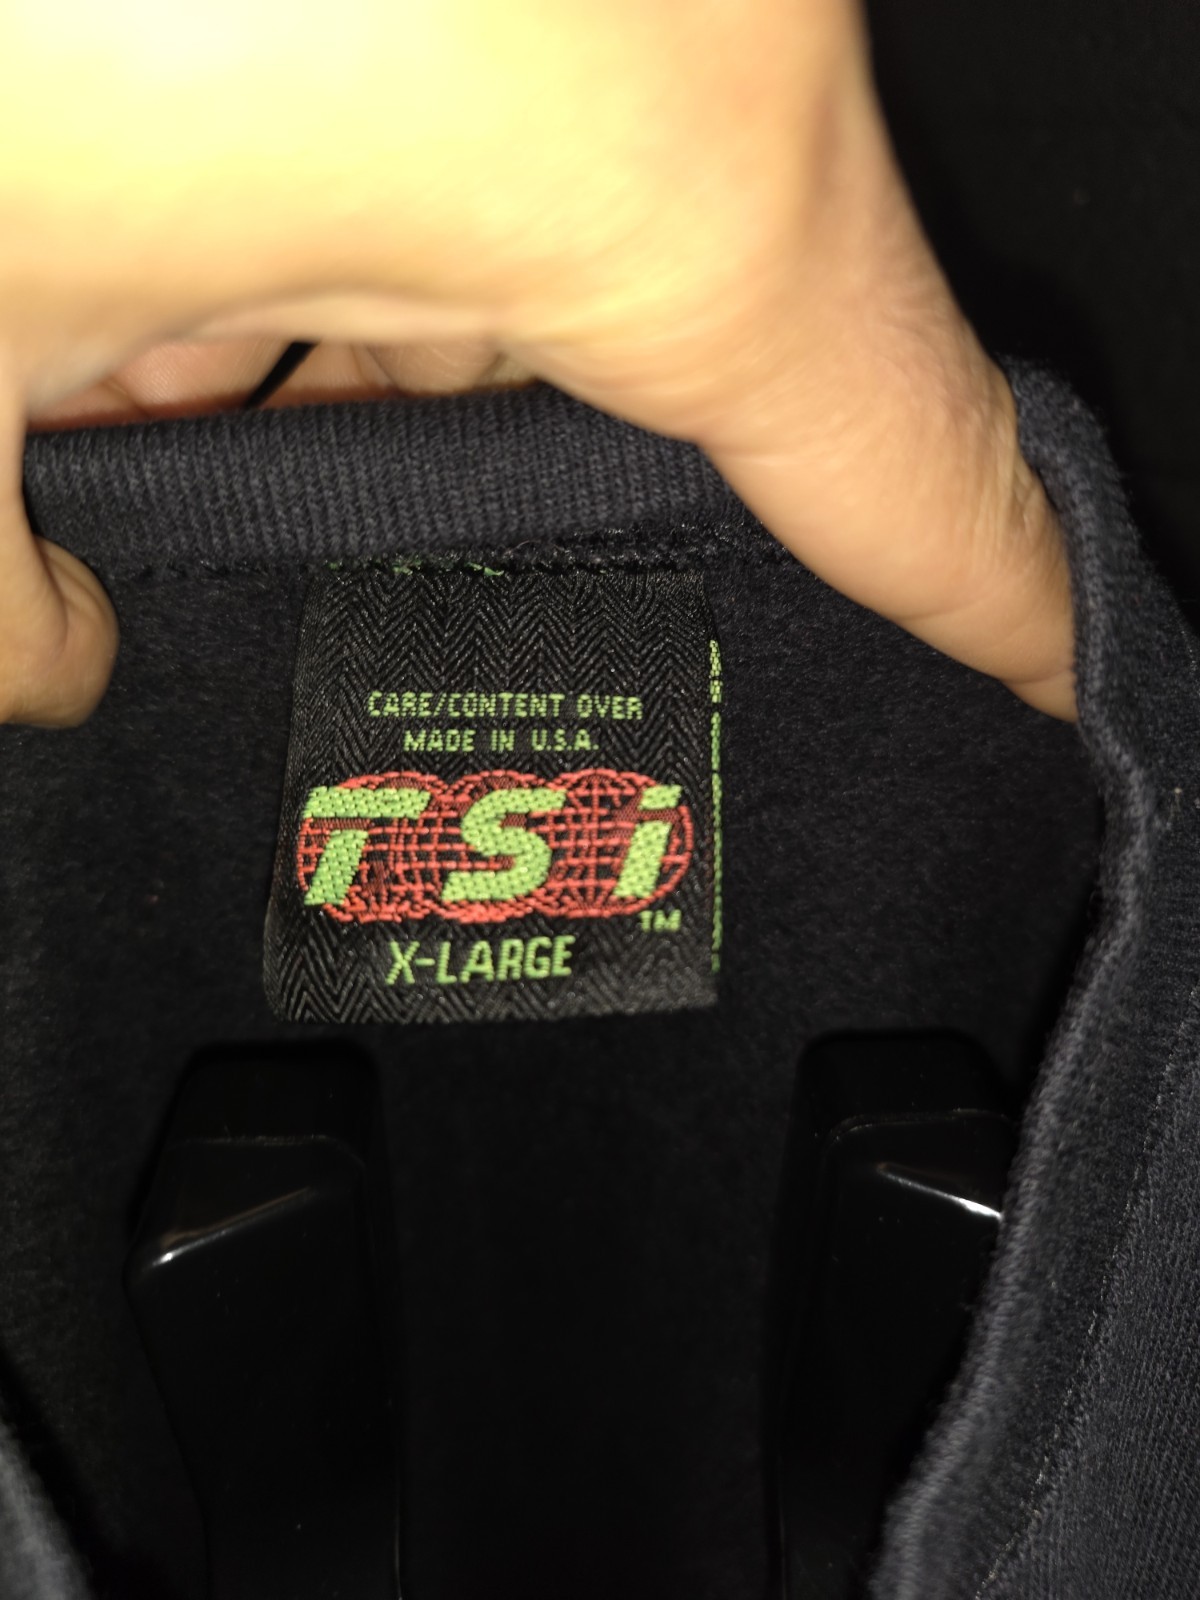 CARE/CONTENT OVER
MADE IN U.S.A.
TSi
TM
X-LARGE